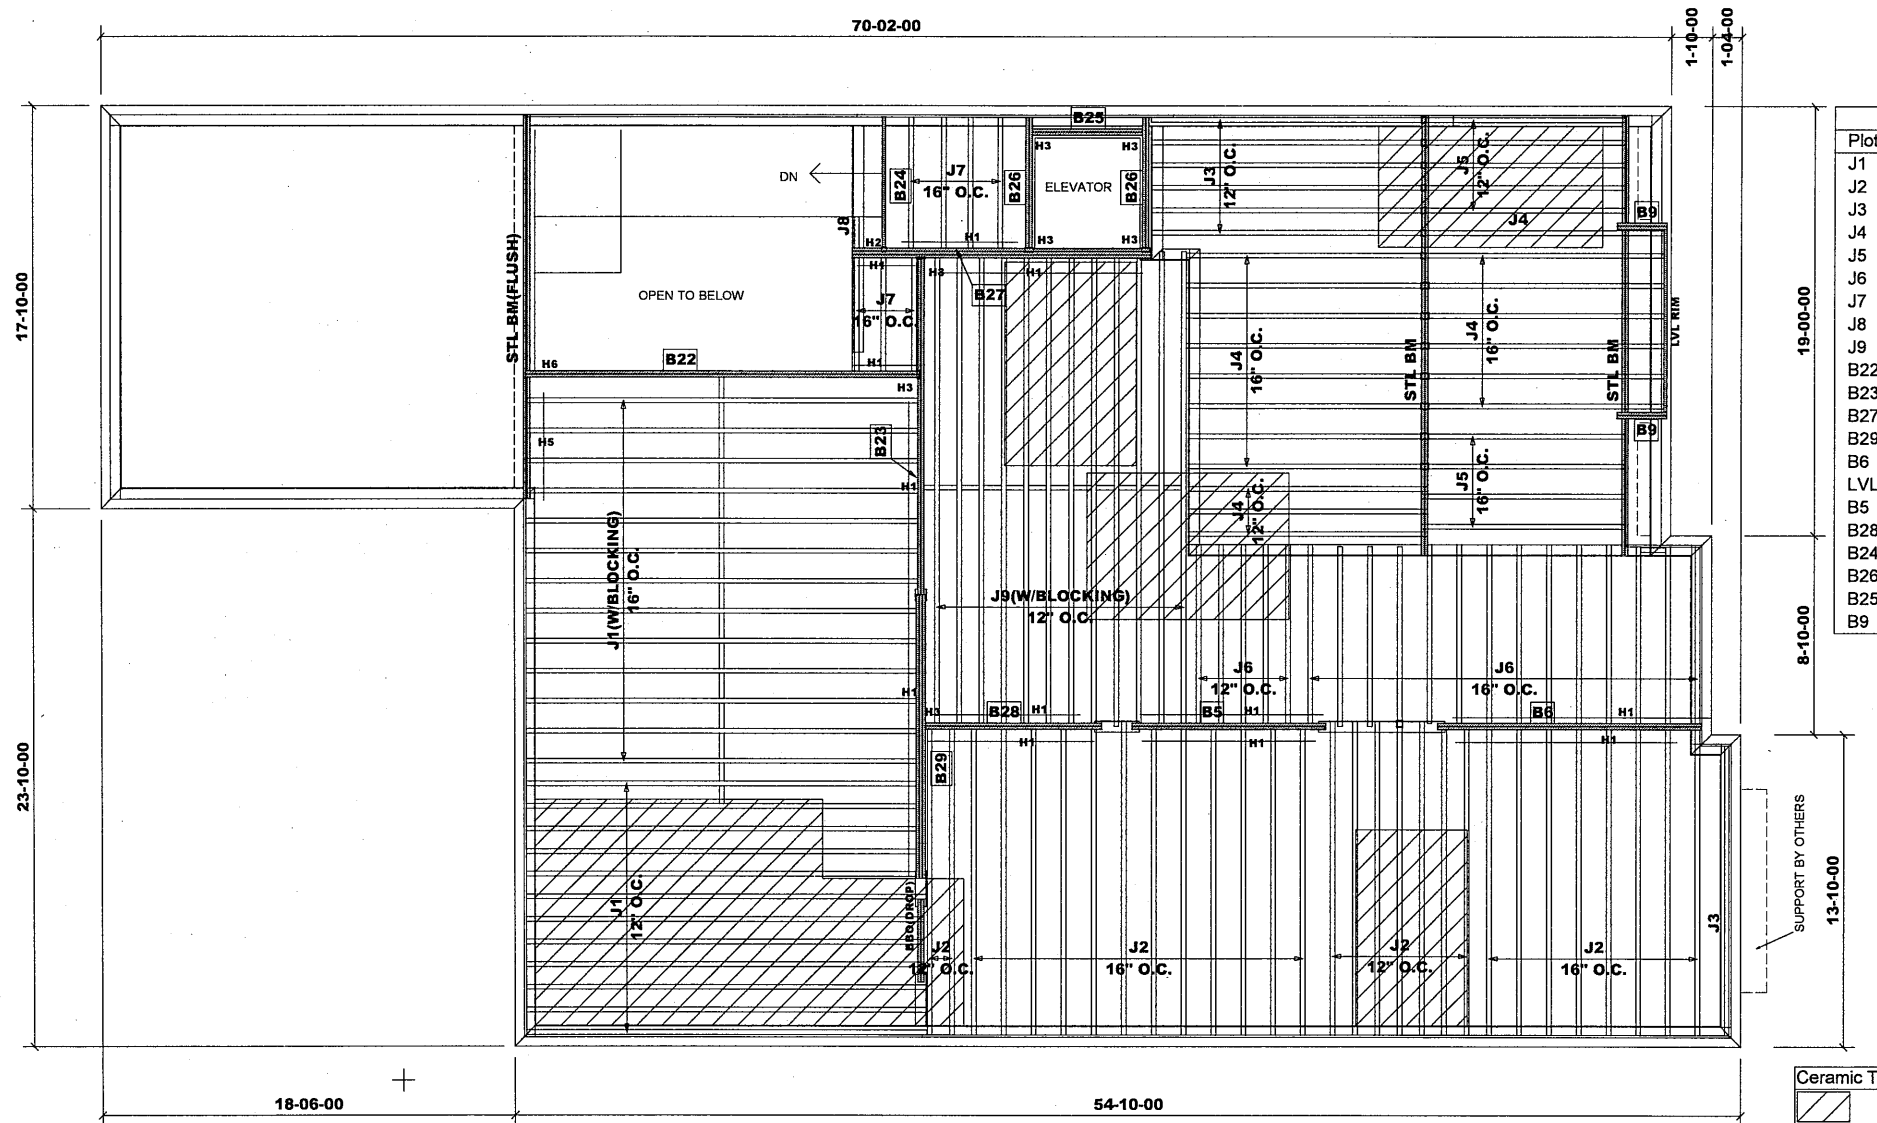 70-02-00
1-10-00
1-04-00
17-10-00
23-10-00
19-00-00
8-10-00
13-10-00
18-06-00
54-10-00
STL BM(FLUSH)
DN
OPEN TO BELOW
J8
H2
B24
J7
16" O.C.
H1
B26
B25
H3
H3
ELEVATOR
B26
H3
H3
J3
12" O.C.
J5
12" O.C.
J4
B9
H1
J7
16" O.C.
H1
H3
H1
B27
B22
H6
H3
H5
B23
H1
J4
16" O.C.
STL BM
J4
16" O.C.
STL BM
LVL RIM
B9
J5
16" O.C.
J4
12" O.C.
J1(W/BLOCKING)
16" O.C.
J9(W/BLOCKING)
12" O.C.
H1
J6
12" O.C.
J6
16" O.C.
H3
B28
H1
B5
H1
B6
H1
H1
H1
H1
B29
J1
12" O.C.
BBO(DROP)
J2
12" O.C.
J2
16" O.C.
J2
12" O.C.
J2
16" O.C.
J3
SUPPORT BY OTHERS
Plot
J1
J2
J3
J4
J5
J6
J7
J8
J9
B22
B23
B27
B29
B6
LVL
B5
B28
B24
B26
B25
B9
Ceramic T